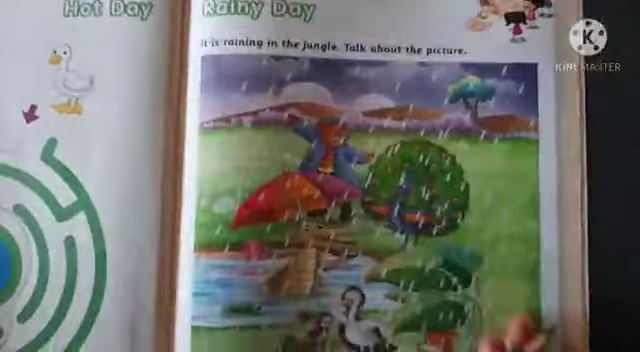 Hot Day
Rainy Day
It is raining in the jungle. Talk about the picture.
K
KINEMASTER